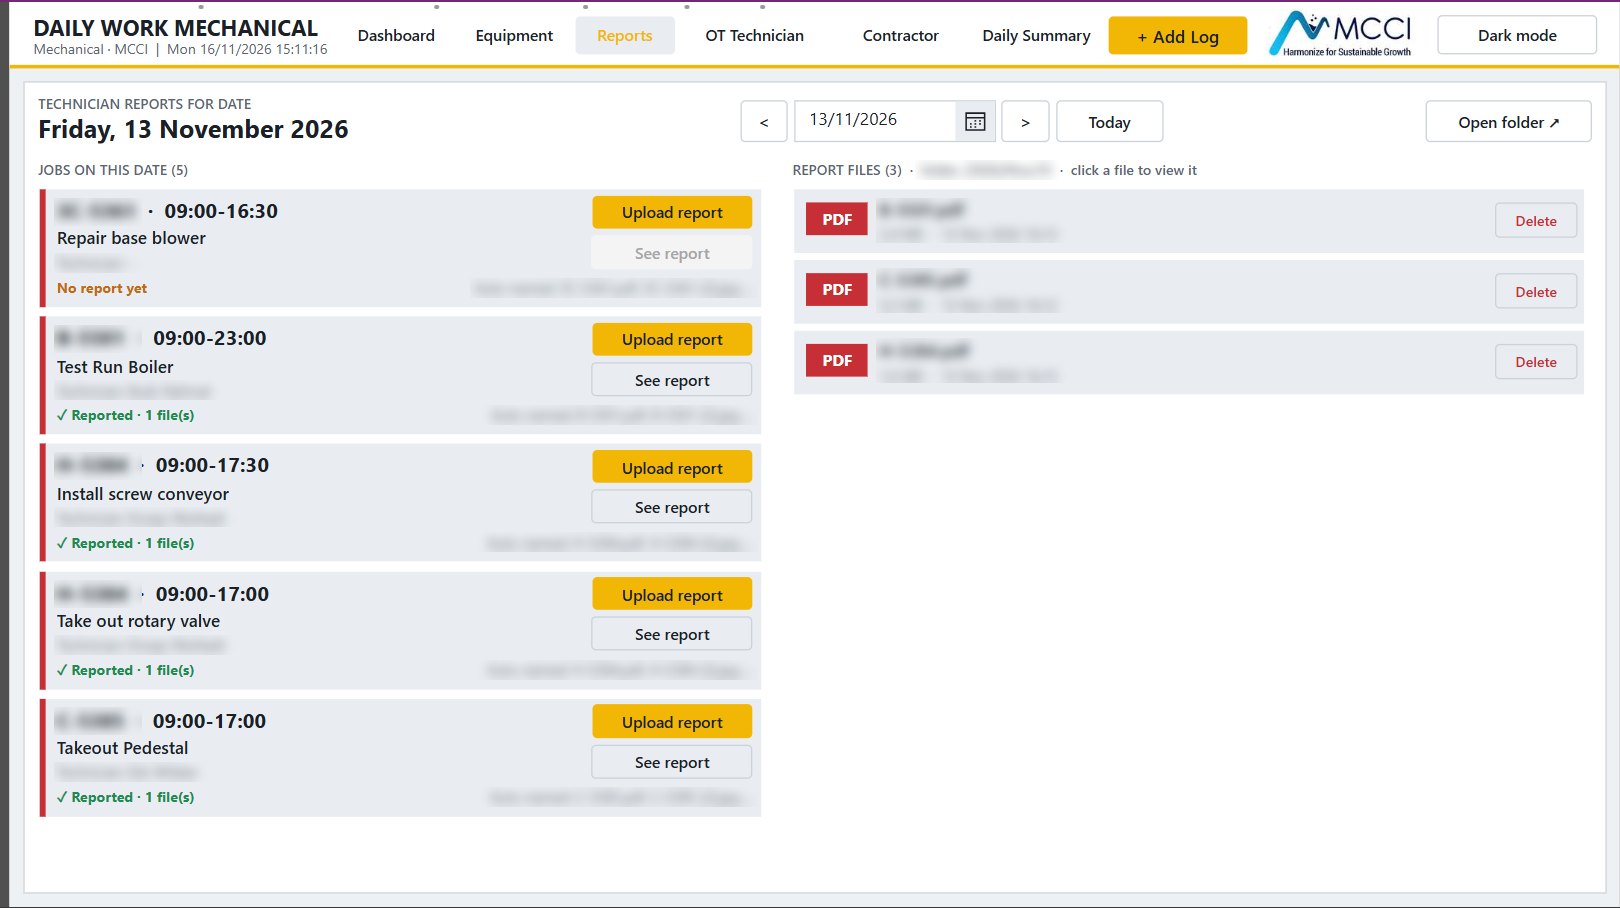 DAILY WORK MECHANICAL
Mechanical · MCCI | Mon 16/11/2026 15:11:16
Dashboard
Equipment
Reports
OT Technician
Contractor
Daily Summary
+ Add Log
MCCI
Harmonize for Sustainable Growth
Dark mode
TECHNICIAN REPORTS FOR DATE
Friday, 13 November 2026
<
13/11/2026
>
Today
Open folder ↗
JOBS ON THIS DATE (5)
· 09:00-16:30
Upload report
Repair base blower
See report
No report yet
09:00-23:00
Upload report
Test Run Boiler
See report
✓ Reported · 1 file(s)
· 09:00-17:30
Upload report
Install screw conveyor
See report
✓ Reported · 1 file(s)
· 09:00-17:00
Upload report
Take out rotary valve
See report
✓ Reported · 1 file(s)
09:00-17:00
Upload report
Takeout Pedestal
See report
✓ Reported · 1 file(s)
REPORT FILES (3) · · click a file to view it
PDF
Delete
PDF
Delete
PDF
Delete